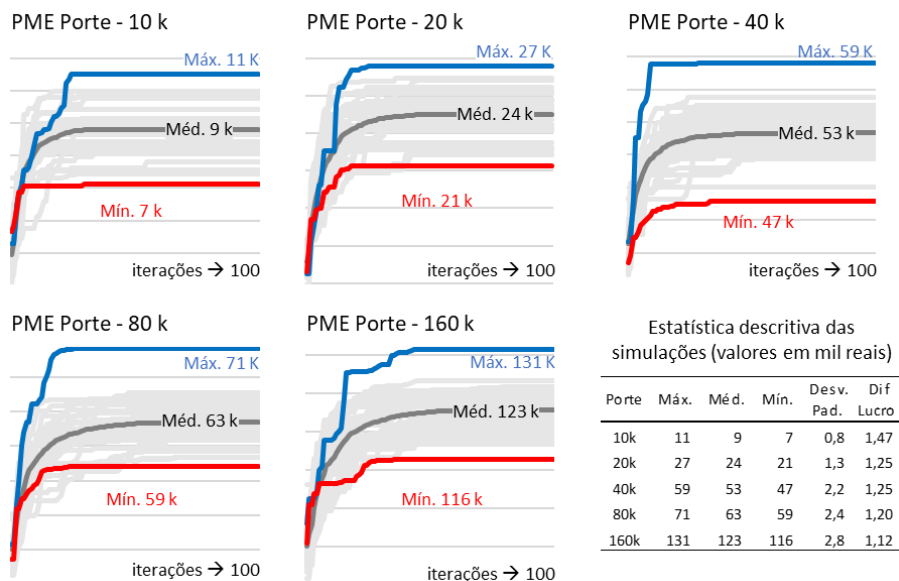 PME Porte - 10 k
Máx. 11 K
Méd. 9 k
Mín. 7 k
iterações → 100
PME Porte - 20 k
Máx. 27 K
Méd. 24 k
Mín. 21 k
iterações → 100
PME Porte - 40 k
Máx. 59 K
Méd. 53 k
Mín. 47 k
iterações → 100
PME Porte - 80 k
Máx. 71 K
Méd. 63 k
Mín. 59 k
iterações → 100
PME Porte - 160 k
Máx. 131 K
Méd. 123 k
Mín. 116 k
iterações → 100
Estatística descritiva das
simulações (valores em mil reais)
Porte Máx. Méd. Mín. Desv. Pad. Dif Lucro
10k 11 9 7 0,8 1,47
20k 27 24 21 1,3 1,25
40k 59 53 47 2,2 1,25
80k 71 63 59 2,4 1,20
160k 131 123 116 2,8 1,12